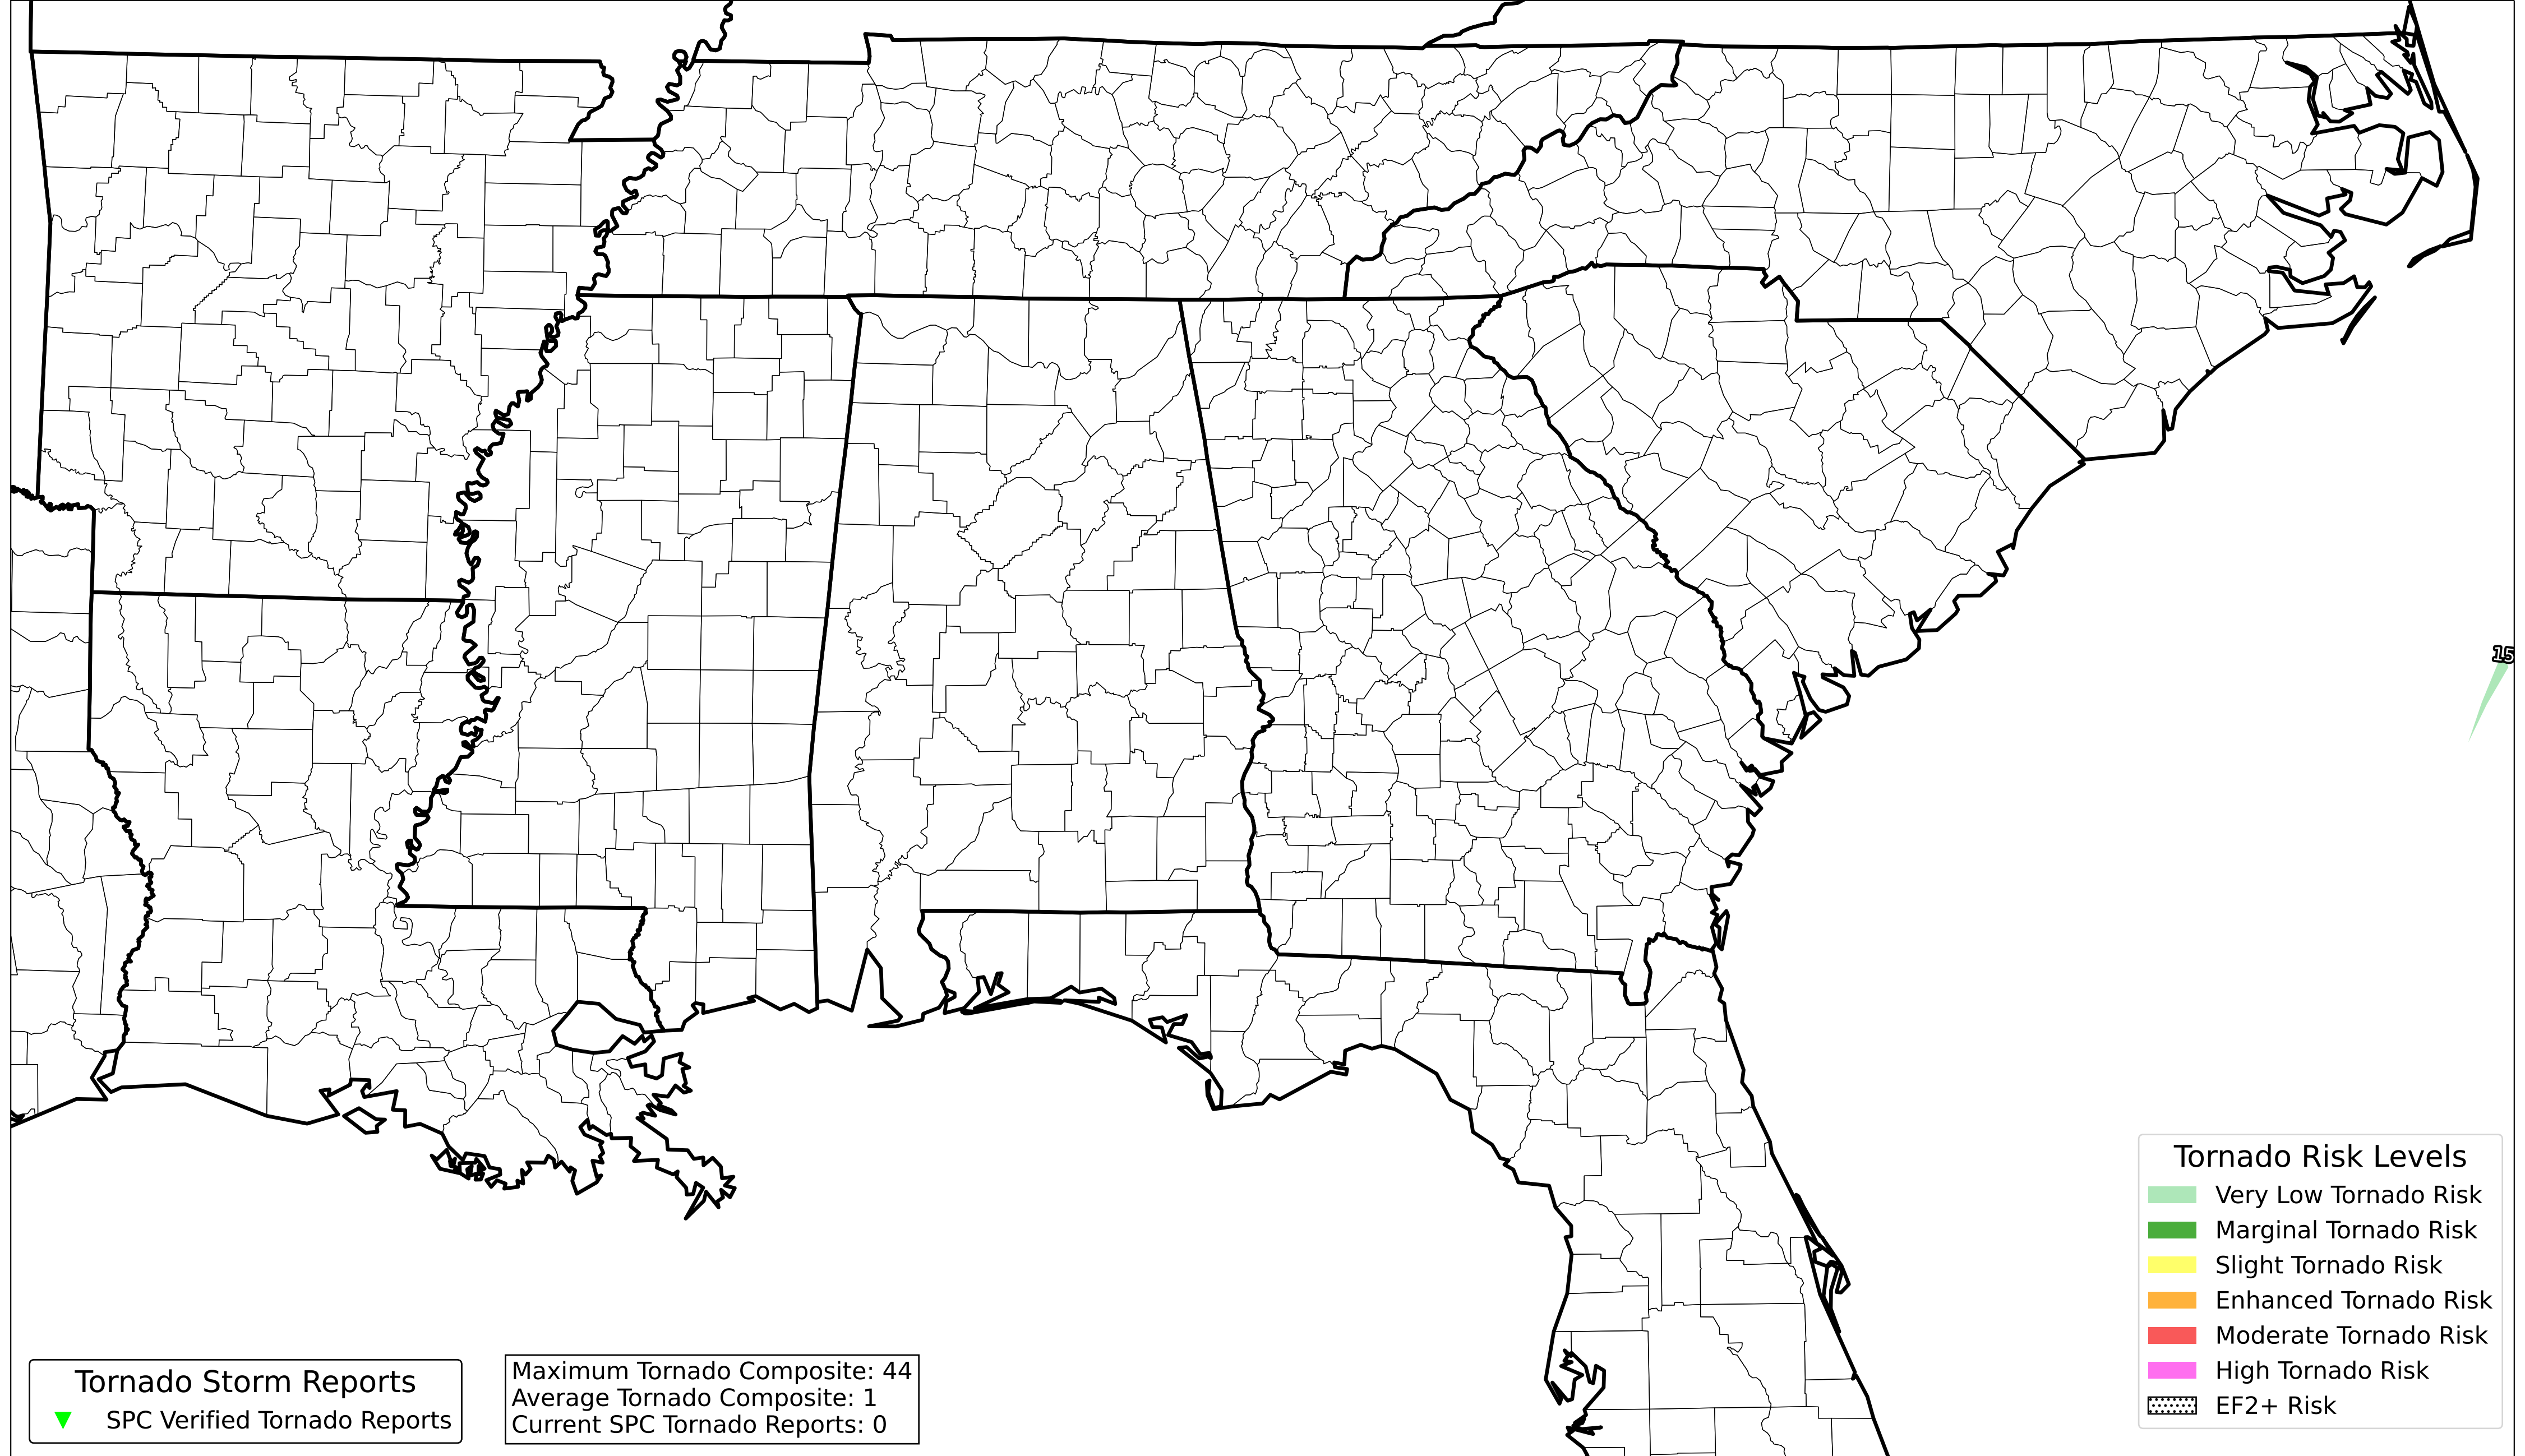 15
Tornado Risk Levels
Very Low Tornado Risk
Marginal Tornado Risk
Slight Tornado Risk
Enhanced Tornado Risk
Moderate Tornado Risk
High Tornado Risk
EF2+ Risk
Tornado Storm Reports
SPC Verified Tornado Reports
Maximum Tornado Composite: 44
Average Tornado Composite: 1
Current SPC Tornado Reports: 0